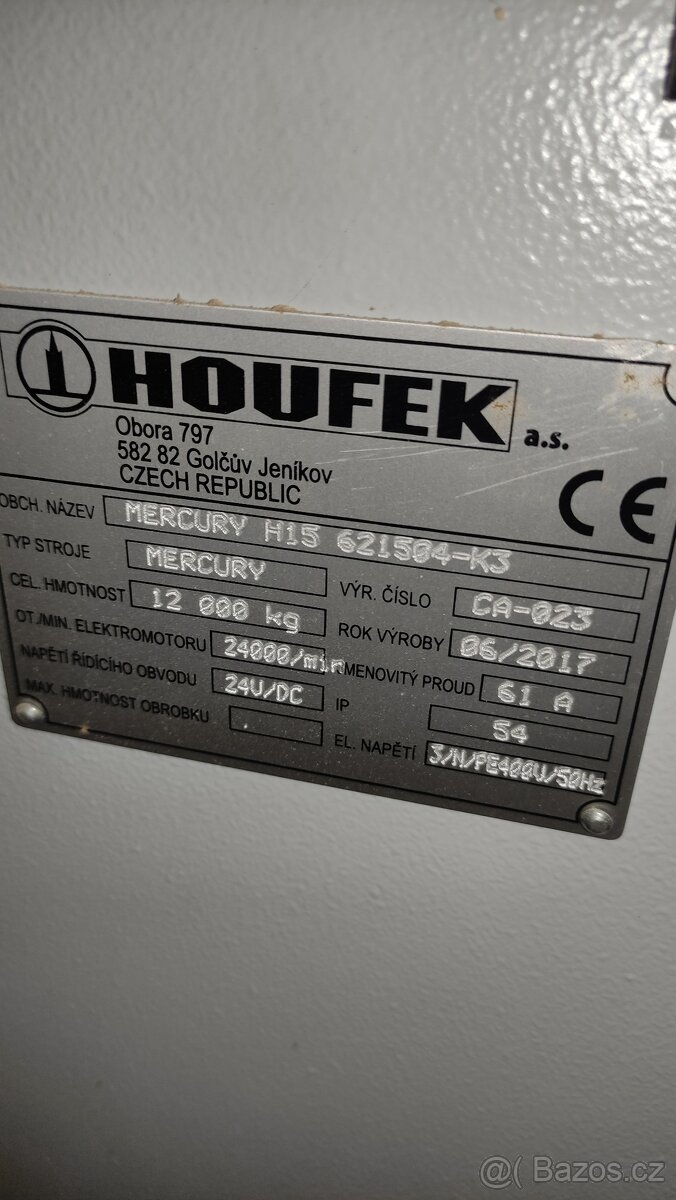 HOUFEK a.s.
Obora 797
582 82 Golčův Jeníkov
CZECH REPUBLIC
CE
OBCH. NÁZEV MERCURY H15 621504-K3
TYP STROJE MERCURY
VÝR. ČÍSLO CA-023
CEL. HMOTNOST 12 000 kg
ROK VÝROBY 06/2017
OT./MIN. ELEKTROMOTORU 24000/min
JMENOVITÝ PROUD 61 A
NAPĚTÍ ŘÍDÍCÍHO OBVODU 24V/DC
IP 54
MAX. HMOTNOST OBROBKU
EL. NAPĚTÍ 3/N/PE400V/50Hz
@( Bazos.cz